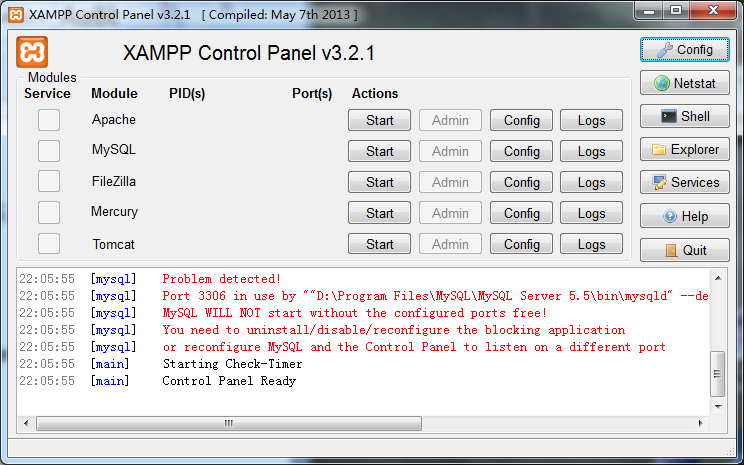 XAMPP Control Panel v3.2.1 [ Compiled: May 7th 2013 ]
XAMPP Control Panel v3.2.1
Config
Modules
Service Module PID(s) Port(s) Actions
Netstat
Apache Start Admin Config Logs
Shell
MySQL Start Admin Config Logs
Explorer
FileZilla Start Admin Config Logs
Services
Mercury Start Admin Config Logs
Help
Tomcat Start Admin Config Logs
Quit
22:05:55 [mysql] Problem detected!
22:05:55 [mysql] Port 3306 in use by ""D:\Program Files\MySQL\MySQL Server 5.5\bin\mysqld" --de
22:05:55 [mysql] MySQL WILL NOT start without the configured ports free!
22:05:55 [mysql] You need to uninstall/disable/reconfigure the blocking application
22:05:55 [mysql] or reconfigure MySQL and the Control Panel to listen on a different port
22:05:55 [main] Starting Check-Timer
22:05:55 [main] Control Panel Ready